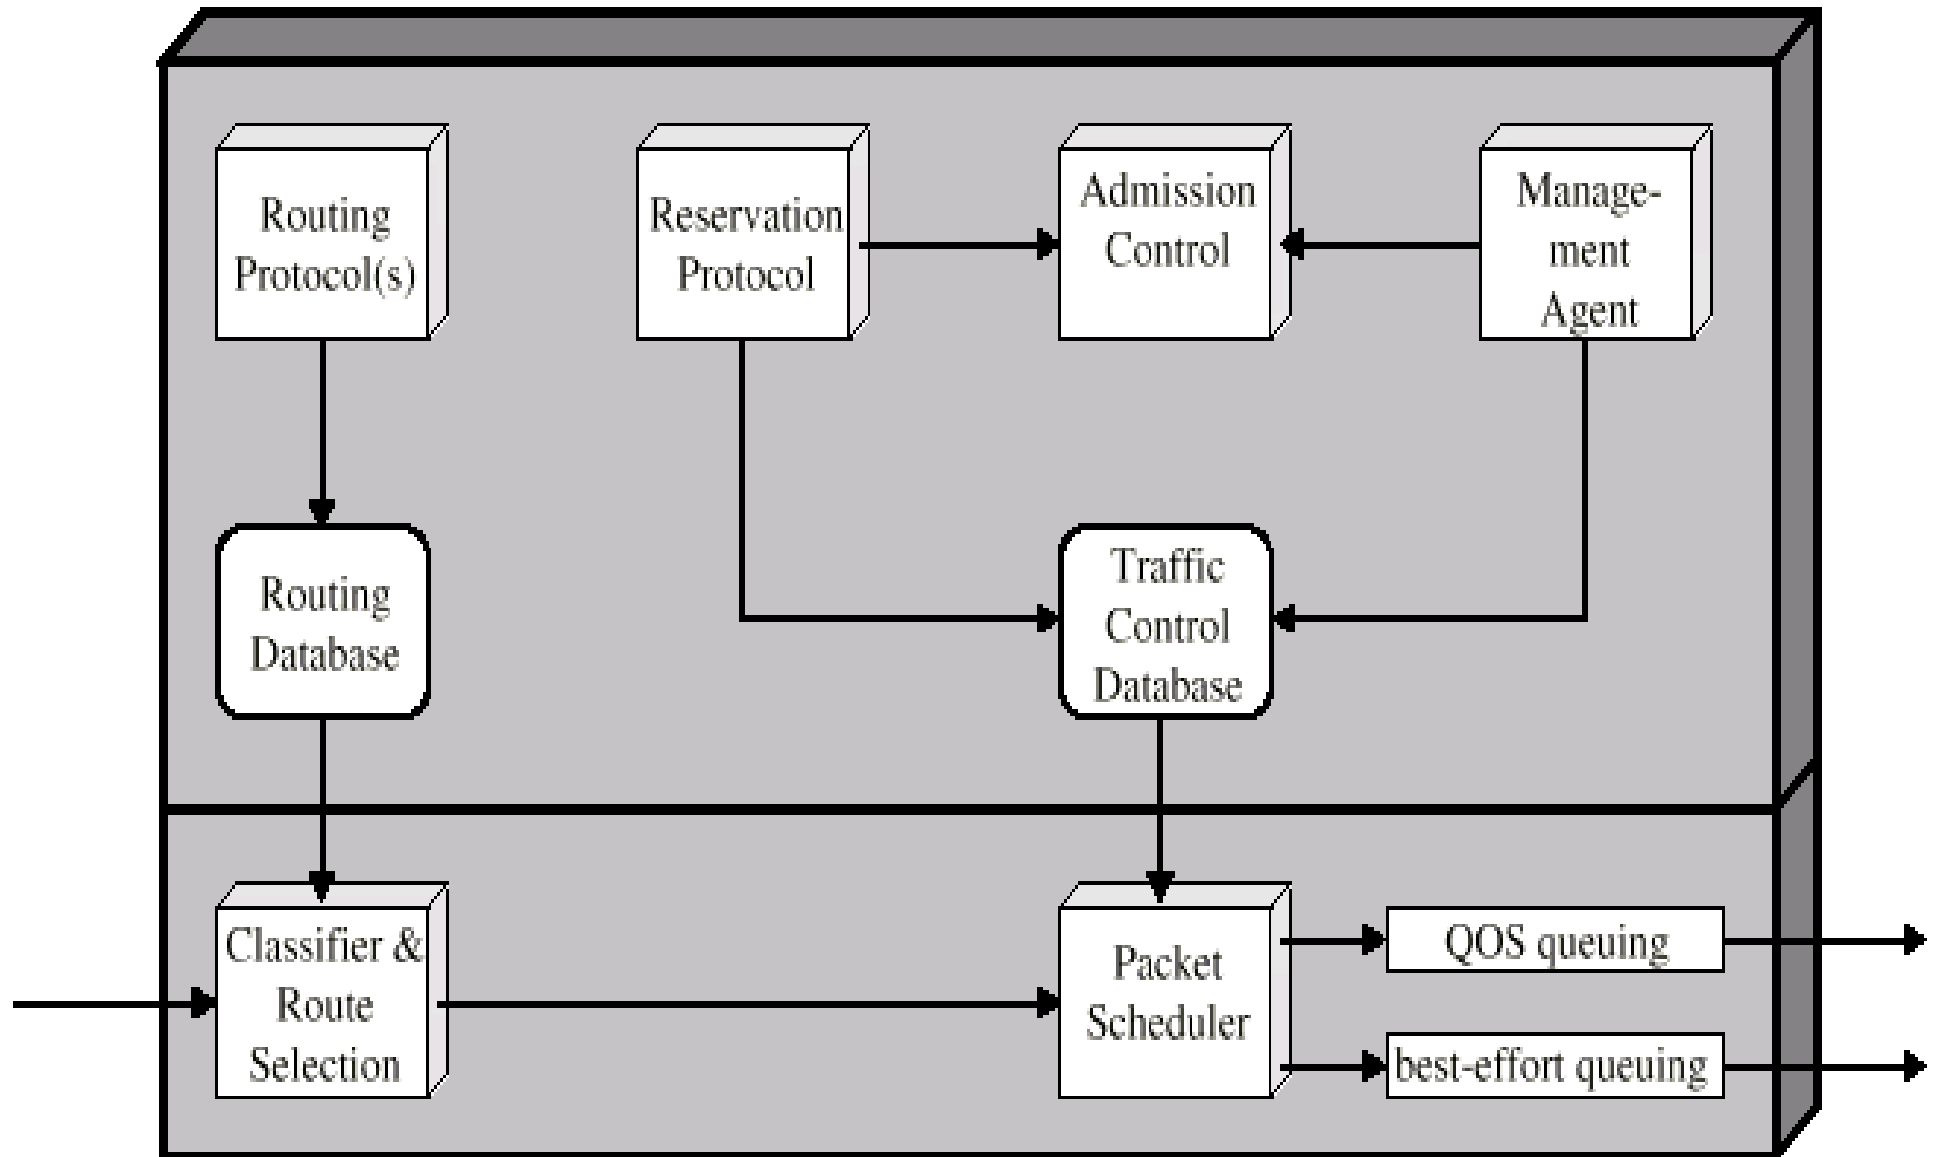 Routing
Protocol(s)
Reservation
Protocol
Admission
Control
Manage-
ment
Agent
Routing
Database
Traffic
Control
Database
Classifier &
Route
Selection
Packet
Scheduler
QOS queuing
best-effort queuing